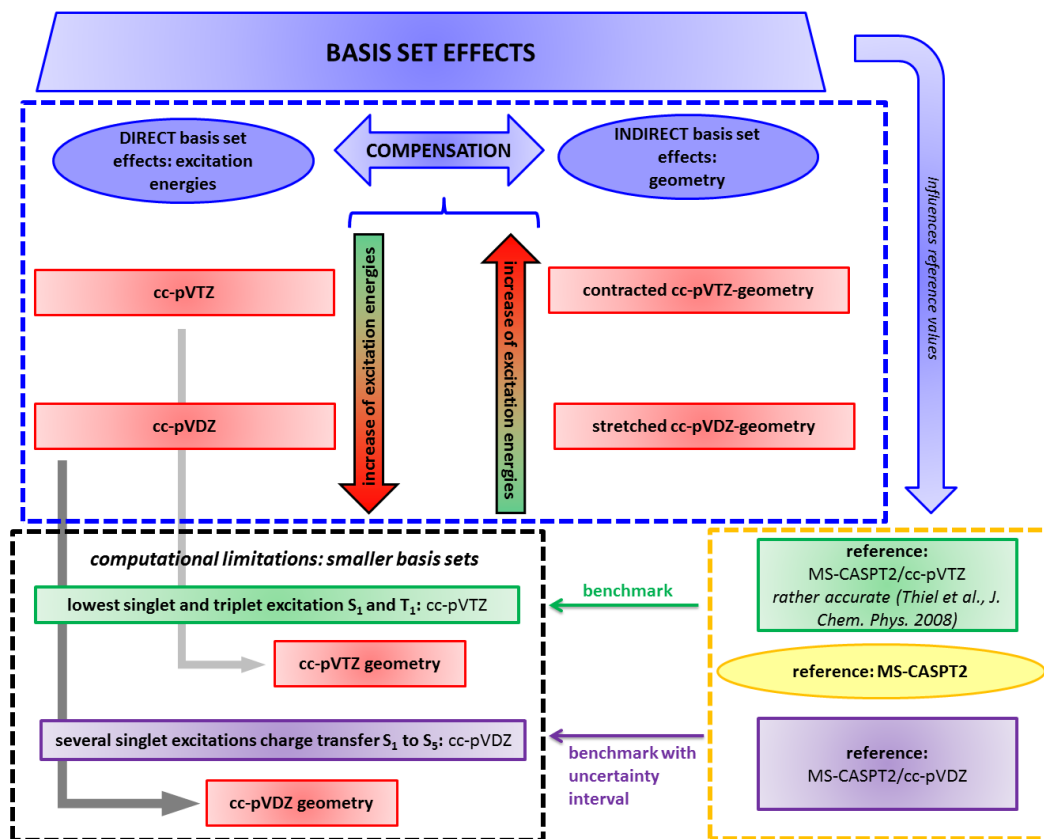 BASIS SET EFFECTS
DIRECT basis set
effects: excitation
energies
COMPENSATION
INDIRECT basis set
effects:
geometry
Influences reference values
increase of excitation energies
increase of excitation energies
cc-pVTZ
contracted cc-pVTZ-geometry
cc-pVDZ
stretched cc-pVDZ-geometry
computational limitations: smaller basis sets
lowest singlet and triplet excitation S₁ and T₁: cc-pVTZ
cc-pVTZ geometry
several singlet excitations charge transfer S₁ to S₅: cc-pVDZ
cc-pVDZ geometry
benchmark
benchmark with
uncertainty
interval
reference:
MS-CASPT2/cc-pVTZ
rather accurate (Thiel et al., J.
Chem. Phys. 2008)
reference: MS-CASPT2
reference:
MS-CASPT2/cc-pVDZ